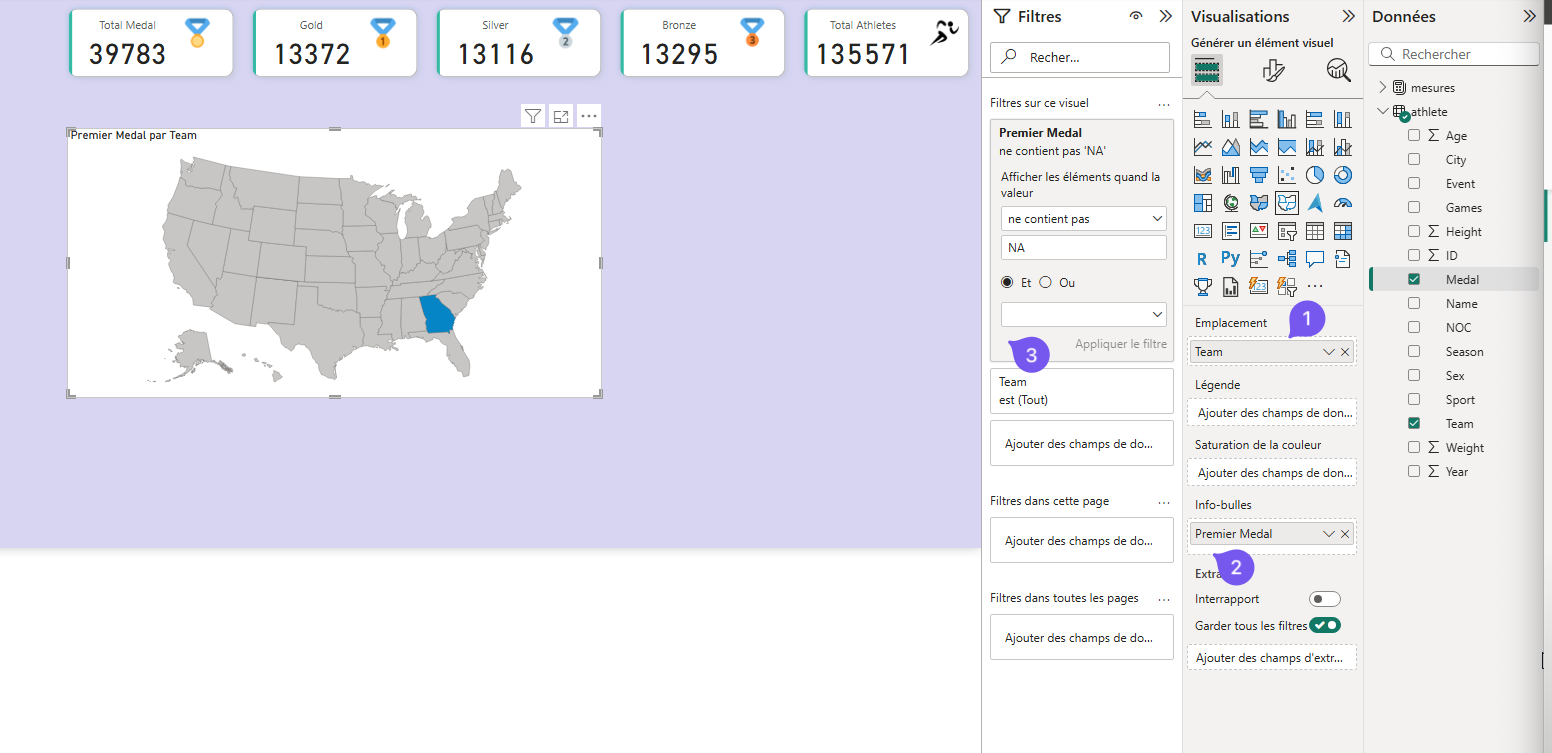 Total Medal
39783
Gold
1
13372
Silver
2
13116
Bronze
3
13295
Total Athletes
135571
Premier Medal par Team
Filtres
Recher...
Filtres sur ce visuel
...
Premier Medal
ne contient pas 'NA'
Afficher les éléments quand la
valeur
ne contient pas
NA
Et
Ou
3
Appliquer le filtre
Team
est (Tout)
Ajouter des champs de do...
Filtres dans cette page
...
Ajouter des champs de do...
Filtres dans toutes les pages
...
Ajouter des champs de do...
Visualisations
Générer un élément visuel
123
R
Py
123
...
1
Emplacement
Team
Légende
Ajouter des champs de don...
Saturation de la couleur
Ajouter des champs de don...
Info-bulles
Premier Medal
2
Extra
Interrapport
Garder tous les filtres
Ajouter des champs d'extr...
Données
Rechercher
mesures
athlete
Σ Age
City
Event
Games
Σ Height
Σ ID
Medal
Name
NOC
Season
Sex
Sport
Team
Σ Weight
Σ Year